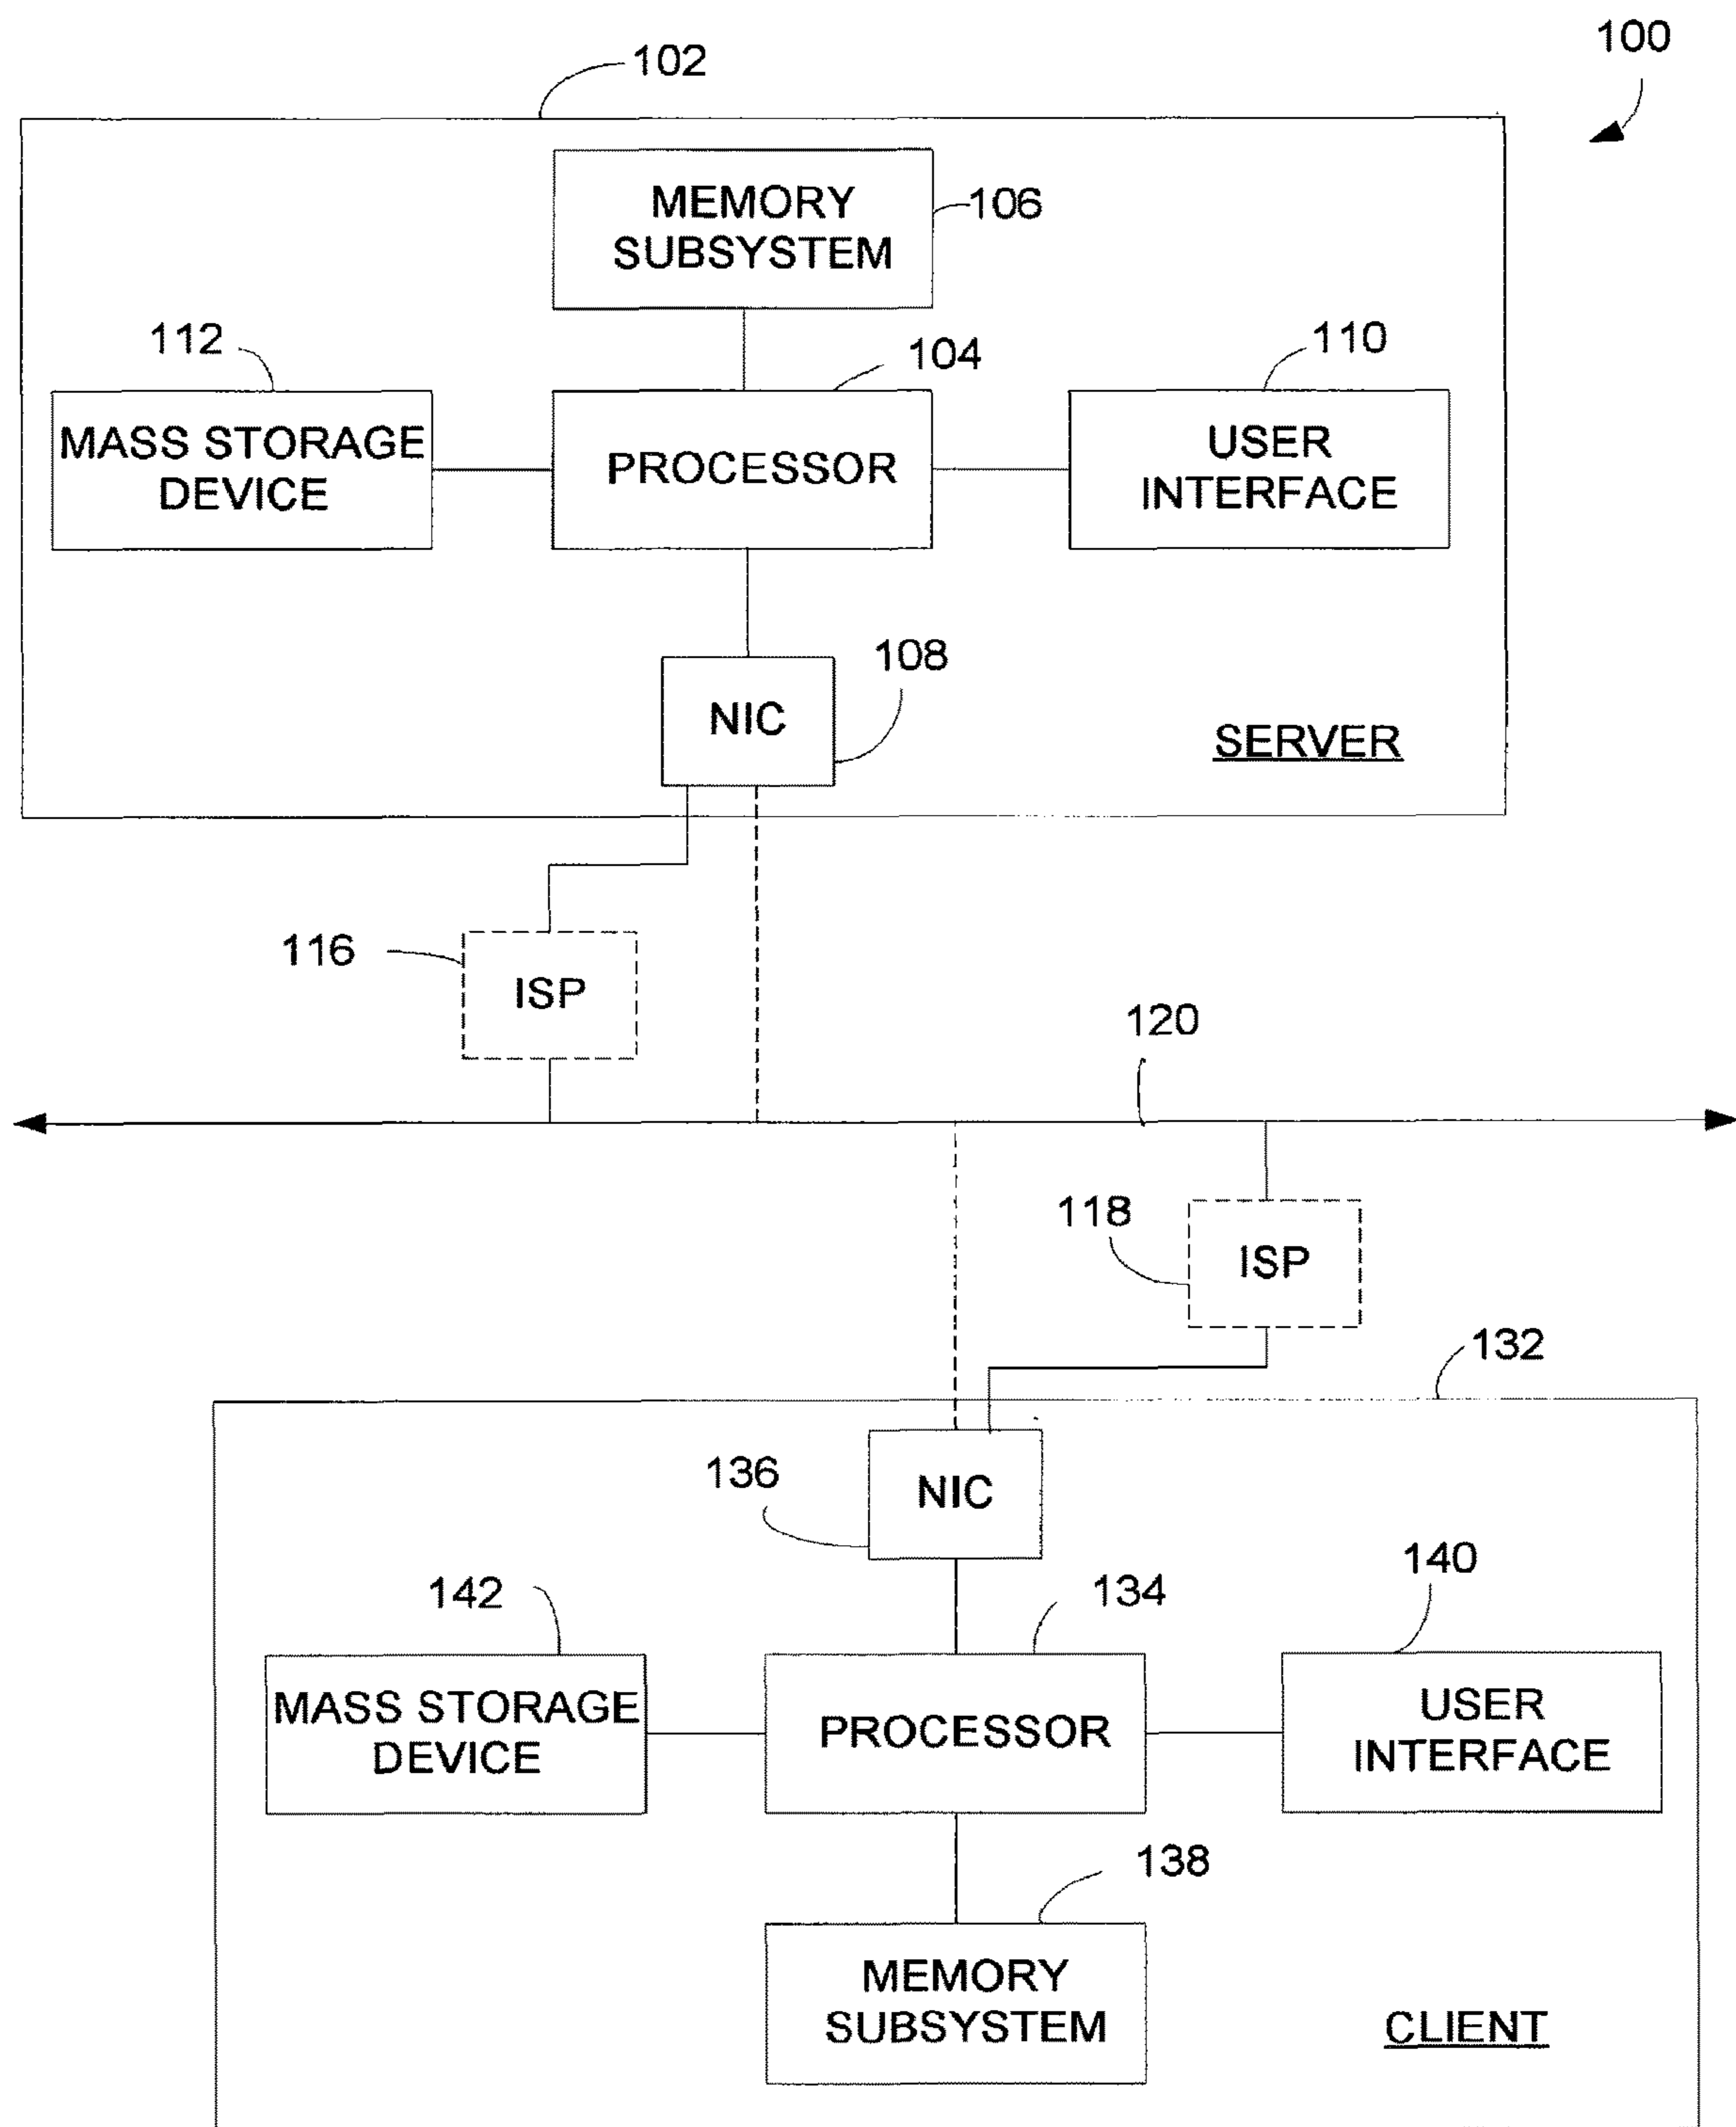 100
102
MEMORY
SUBSYSTEM
106
112
104
110
MASS STORAGE
DEVICE
PROCESSOR
USER
INTERFACE
108
NIC
SERVER
116
ISP
120
118
ISP
132
136
NIC
142
134
140
MASS STORAGE
DEVICE
PROCESSOR
USER
INTERFACE
138
MEMORY
SUBSYSTEM
CLIENT